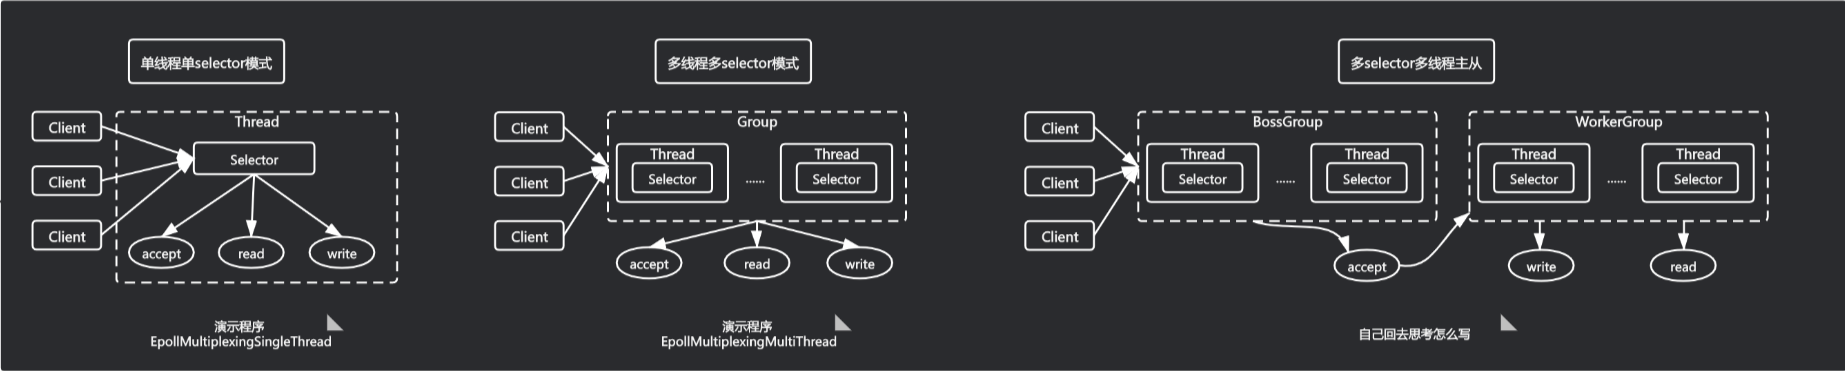 单线程单selector模式
Client
Client
Client
Thread
Selector
accept
read
write
演示程序
EpollMultiplexingSingleThread
多线程多selector模式
Client
Client
Client
Group
Thread
Selector
......
Thread
Selector
accept
read
write
演示程序
EpollMultiplexingMultiThread
多selector多线程主从
Client
Client
Client
BossGroup
Thread
Selector
......
Thread
Selector
accept
WorkerGroup
Thread
Selector
......
Thread
Selector
write
read
自己回去思考怎么写